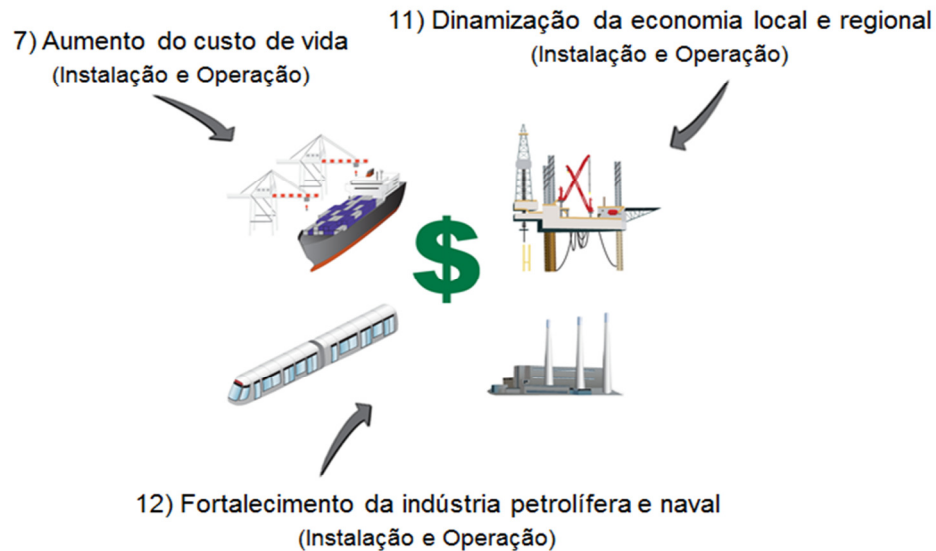 7) Aumento do custo de vida
(Instalação e Operação)
11) Dinamização da economia local e regional
(Instalação e Operação)
$
12) Fortalecimento da indústria petrolífera e naval
(Instalação e Operação)